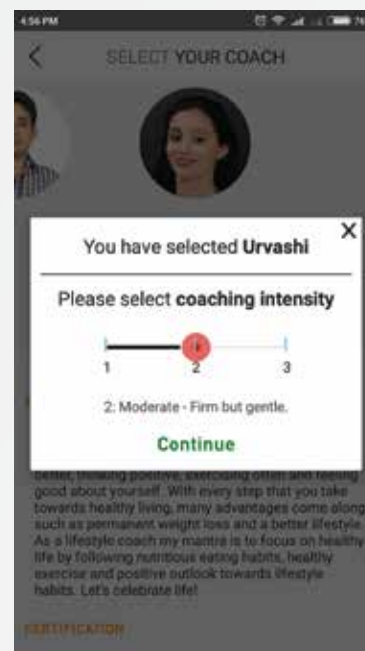 4:56 PM
SELECT YOUR COACH
X
You have selected Urvashi
Please select coaching intensity
1 2 3
2: Moderate - Firm but gentle.
Continue
better, thinking positive, exercising often and feeling
good about yourself. With every step that you take
towards healthy living, many advantages come along
such as permanent weight loss and a better lifestyle.
As a lifestyle coach my mantra is to focus on healthy
life by following nutritious eating habits, healthy
exercise and positive outlook towards lifestyle
habits. Let's celebrate life!
CERTIFICATION